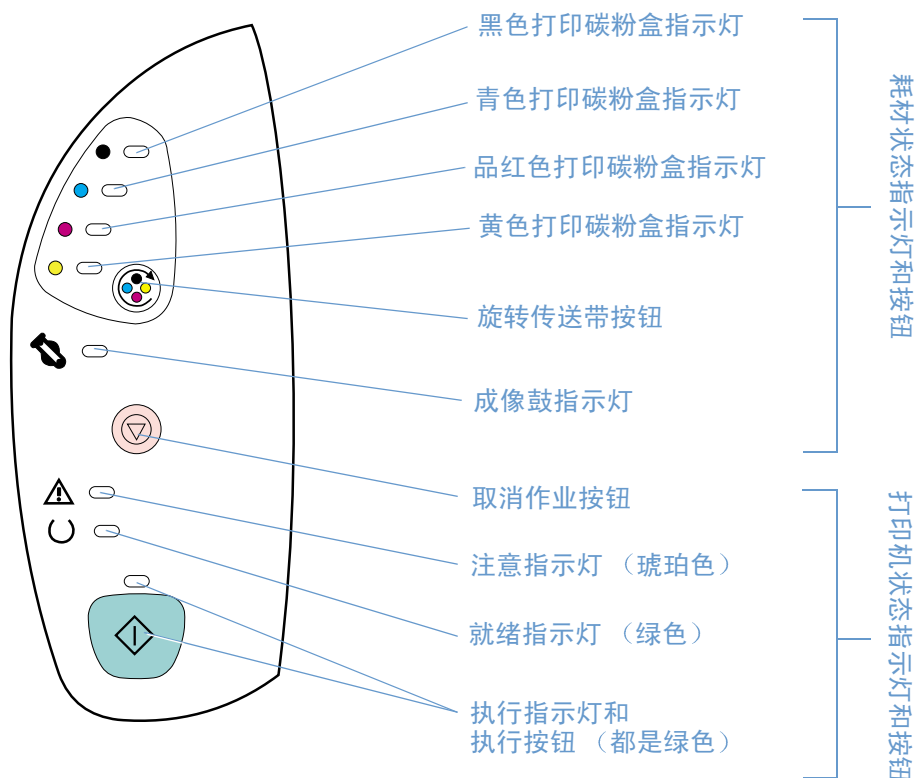 黑色打印碳粉盒指示灯
青色打印碳粉盒指示灯
品红色打印碳粉盒指示灯
黄色打印碳粉盒指示灯
旋转传送带按钮
成像鼓指示灯
耗材状态指示灯和按钮
取消作业按钮
注意指示灯（琥珀色）
就绪指示灯（绿色）
执行指示灯和
执行按钮（都是绿色）
打印机状态指示灯和按钮